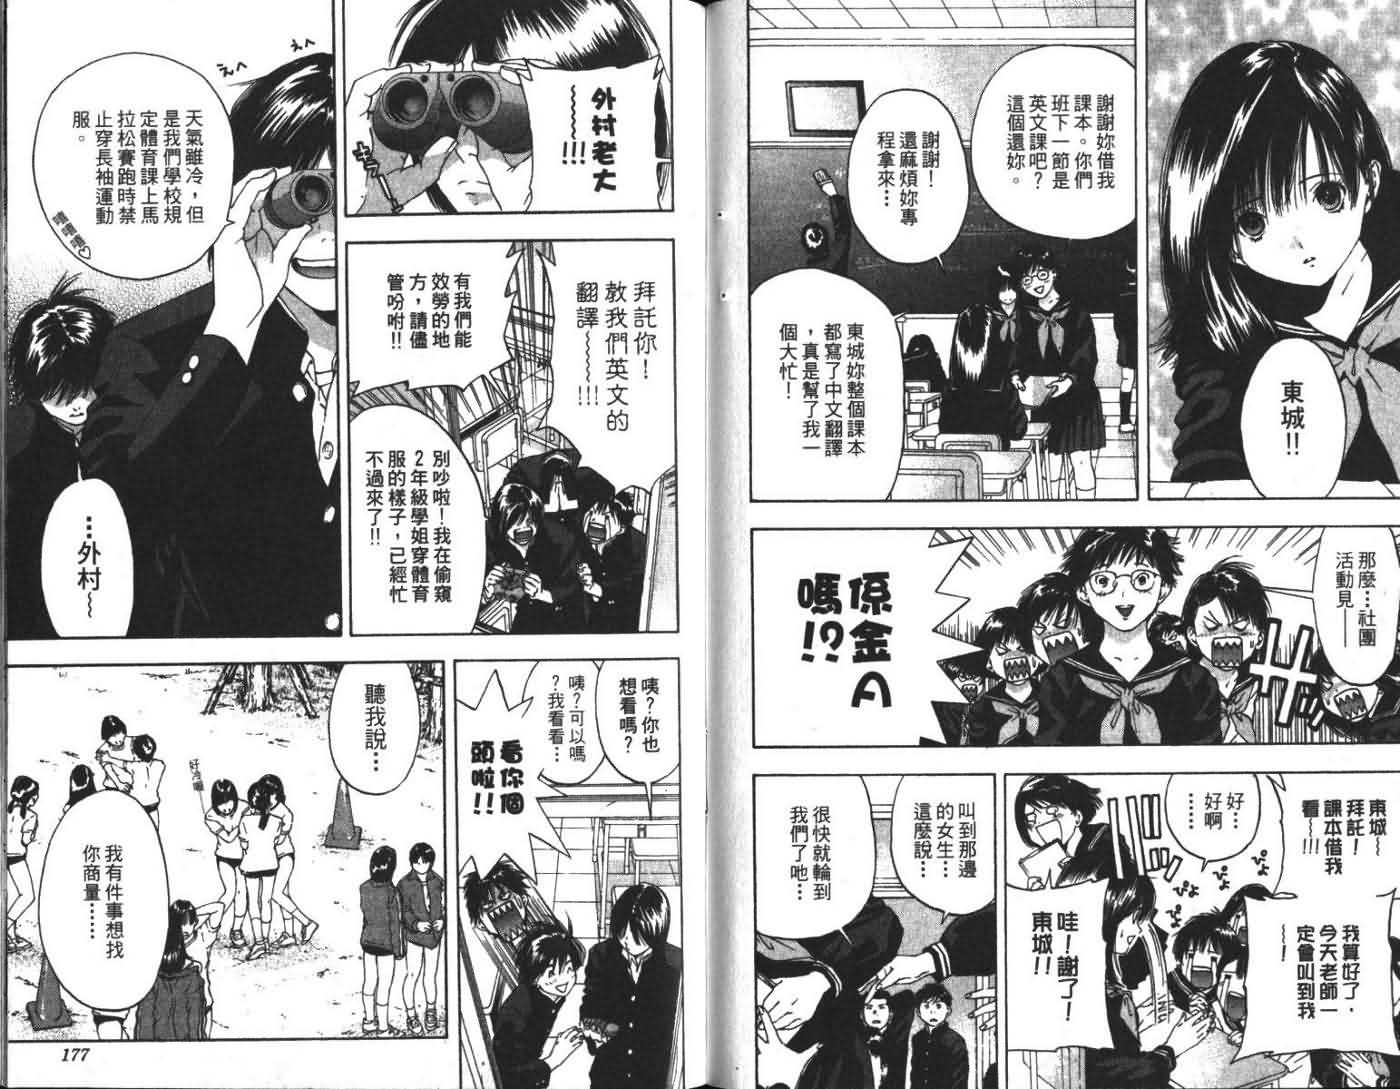 東城!!
謝謝妳借我
課本。你們
班下一節是
英文課吧?
這個還妳。
謝謝!
還麻煩妳專
程拿來…
東城妳整個課本
都寫了中文翻譯
,真是幫了我一
個大忙!
那麼…社團
活動見——
係金A
嗎!?
東城~
拜託!
課本借我
看~!!!
我算好了,
今天老師一
定會叫到我
~!
好…
好啊
……
哇!謝了!
東城!!
叫到那邊
的女生…
這麼說…
很快就輪到
我們了吔…
外村老大
~~~!!!
天氣雖冷,但
是我們學校規
定體育課上馬
拉松賽跑時禁
止穿長袖運動
服。
嘻嘻嘻♡
えへ
えへ
拜託你!
教我們英文的
翻譯~~~!!!
有我們能
效勞的地
方,請儘
管吩咐!!
別吵啦!我在偷窺
2年級學姐穿體育
服的樣子,已經忙
不過來了!!
…外村~
咦?你也
想看嗎?
咦?可以嗎
?我看看…
看你個
頭啦!!
聽我說…
好冷喔
我有件事想找
你商量……
177